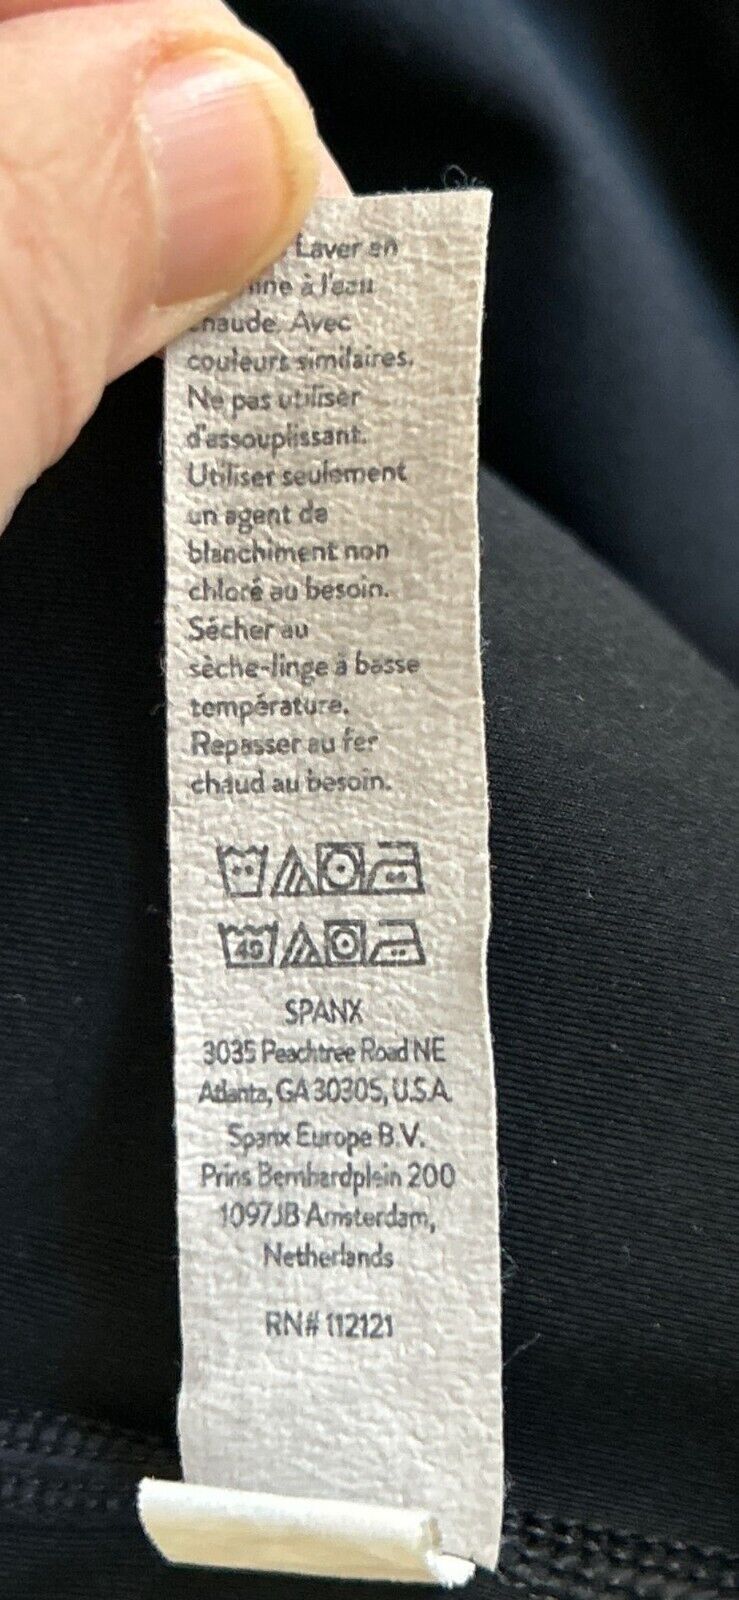 Laver en
à l'eau
chaude. Avec
couleurs similaires.
Ne pas utiliser
d'assouplissant.
Utiliser seulement
un agent de
blanchiment non
chloré au besoin.
Sécher au
sèche-linge à basse
température.
Repasser au fer
chaud au besoin.
40
SPANX
3035 Peachtree Road NE
Atlanta, GA 30305, U.S.A.
Spanx Europe B.V.
Prins Bernhardplein 200
1097JB Amsterdam,
Netherlands
RN# 112121